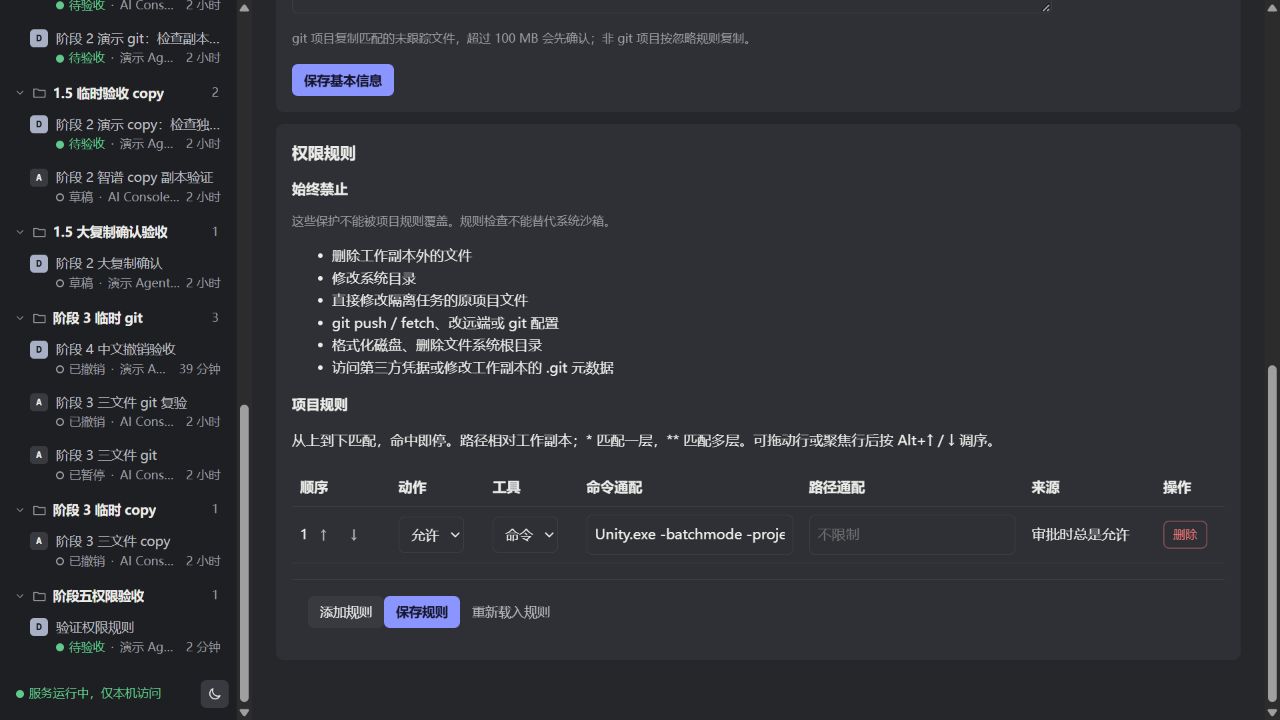 待验收 · AI Cons... 2 小时
D 阶段 2 演示 git：检查副本...
待验收 · 演示 Ag... 2 小时
1.5 临时验收 copy 2
D 阶段 2 演示 copy：检查独...
待验收 · 演示 Ag... 2 小时
A 阶段 2 智谱 copy 副本验证
草稿 · AI Console... 2 小时
1.5 大复制确认验收 1
D 阶段 2 大复制确认
草稿 · 演示 Agent... 2 小时
阶段 3 临时 git 3
D 阶段 4 中文撤销验收
已撤销 · 演示 A... 39 分钟
A 阶段 3 三文件 git 复验
已撤销 · AI Cons... 2 小时
A 阶段 3 三文件 git
已暂停 · AI Cons... 2 小时
阶段 3 临时 copy 1
A 阶段 3 三文件 copy
已撤销 · AI Cons... 2 小时
阶段五权限验收 1
D 验证权限规则
待验收 · 演示 Ag... 2 分钟
服务运行中，仅本机访问
git 项目复制匹配的未跟踪文件，超过 100 MB 会先确认；非 git 项目按忽略规则复制。
保存基本信息
权限规则
始终禁止
这些保护不能被项目规则覆盖。规则检查不能替代系统沙箱。
• 删除工作副本外的文件
• 修改系统目录
• 直接修改隔离任务的原项目文件
• git push / fetch、改远端或 git 配置
• 格式化磁盘、删除文件系统根目录
• 访问第三方凭据或修改工作副本的 .git 元数据
项目规则
从上到下匹配，命中即停。路径相对工作副本；* 匹配一层，** 匹配多层。可拖动行或聚焦行后按 Alt+↑ / ↓ 调序。
顺序 动作 工具 命令通配 路径通配 来源 操作
1 ↑ ↓ 允许 命令 Unity.exe -batchmode -proje 不限制 审批时总是允许 删除
添加规则 保存规则 重新载入规则